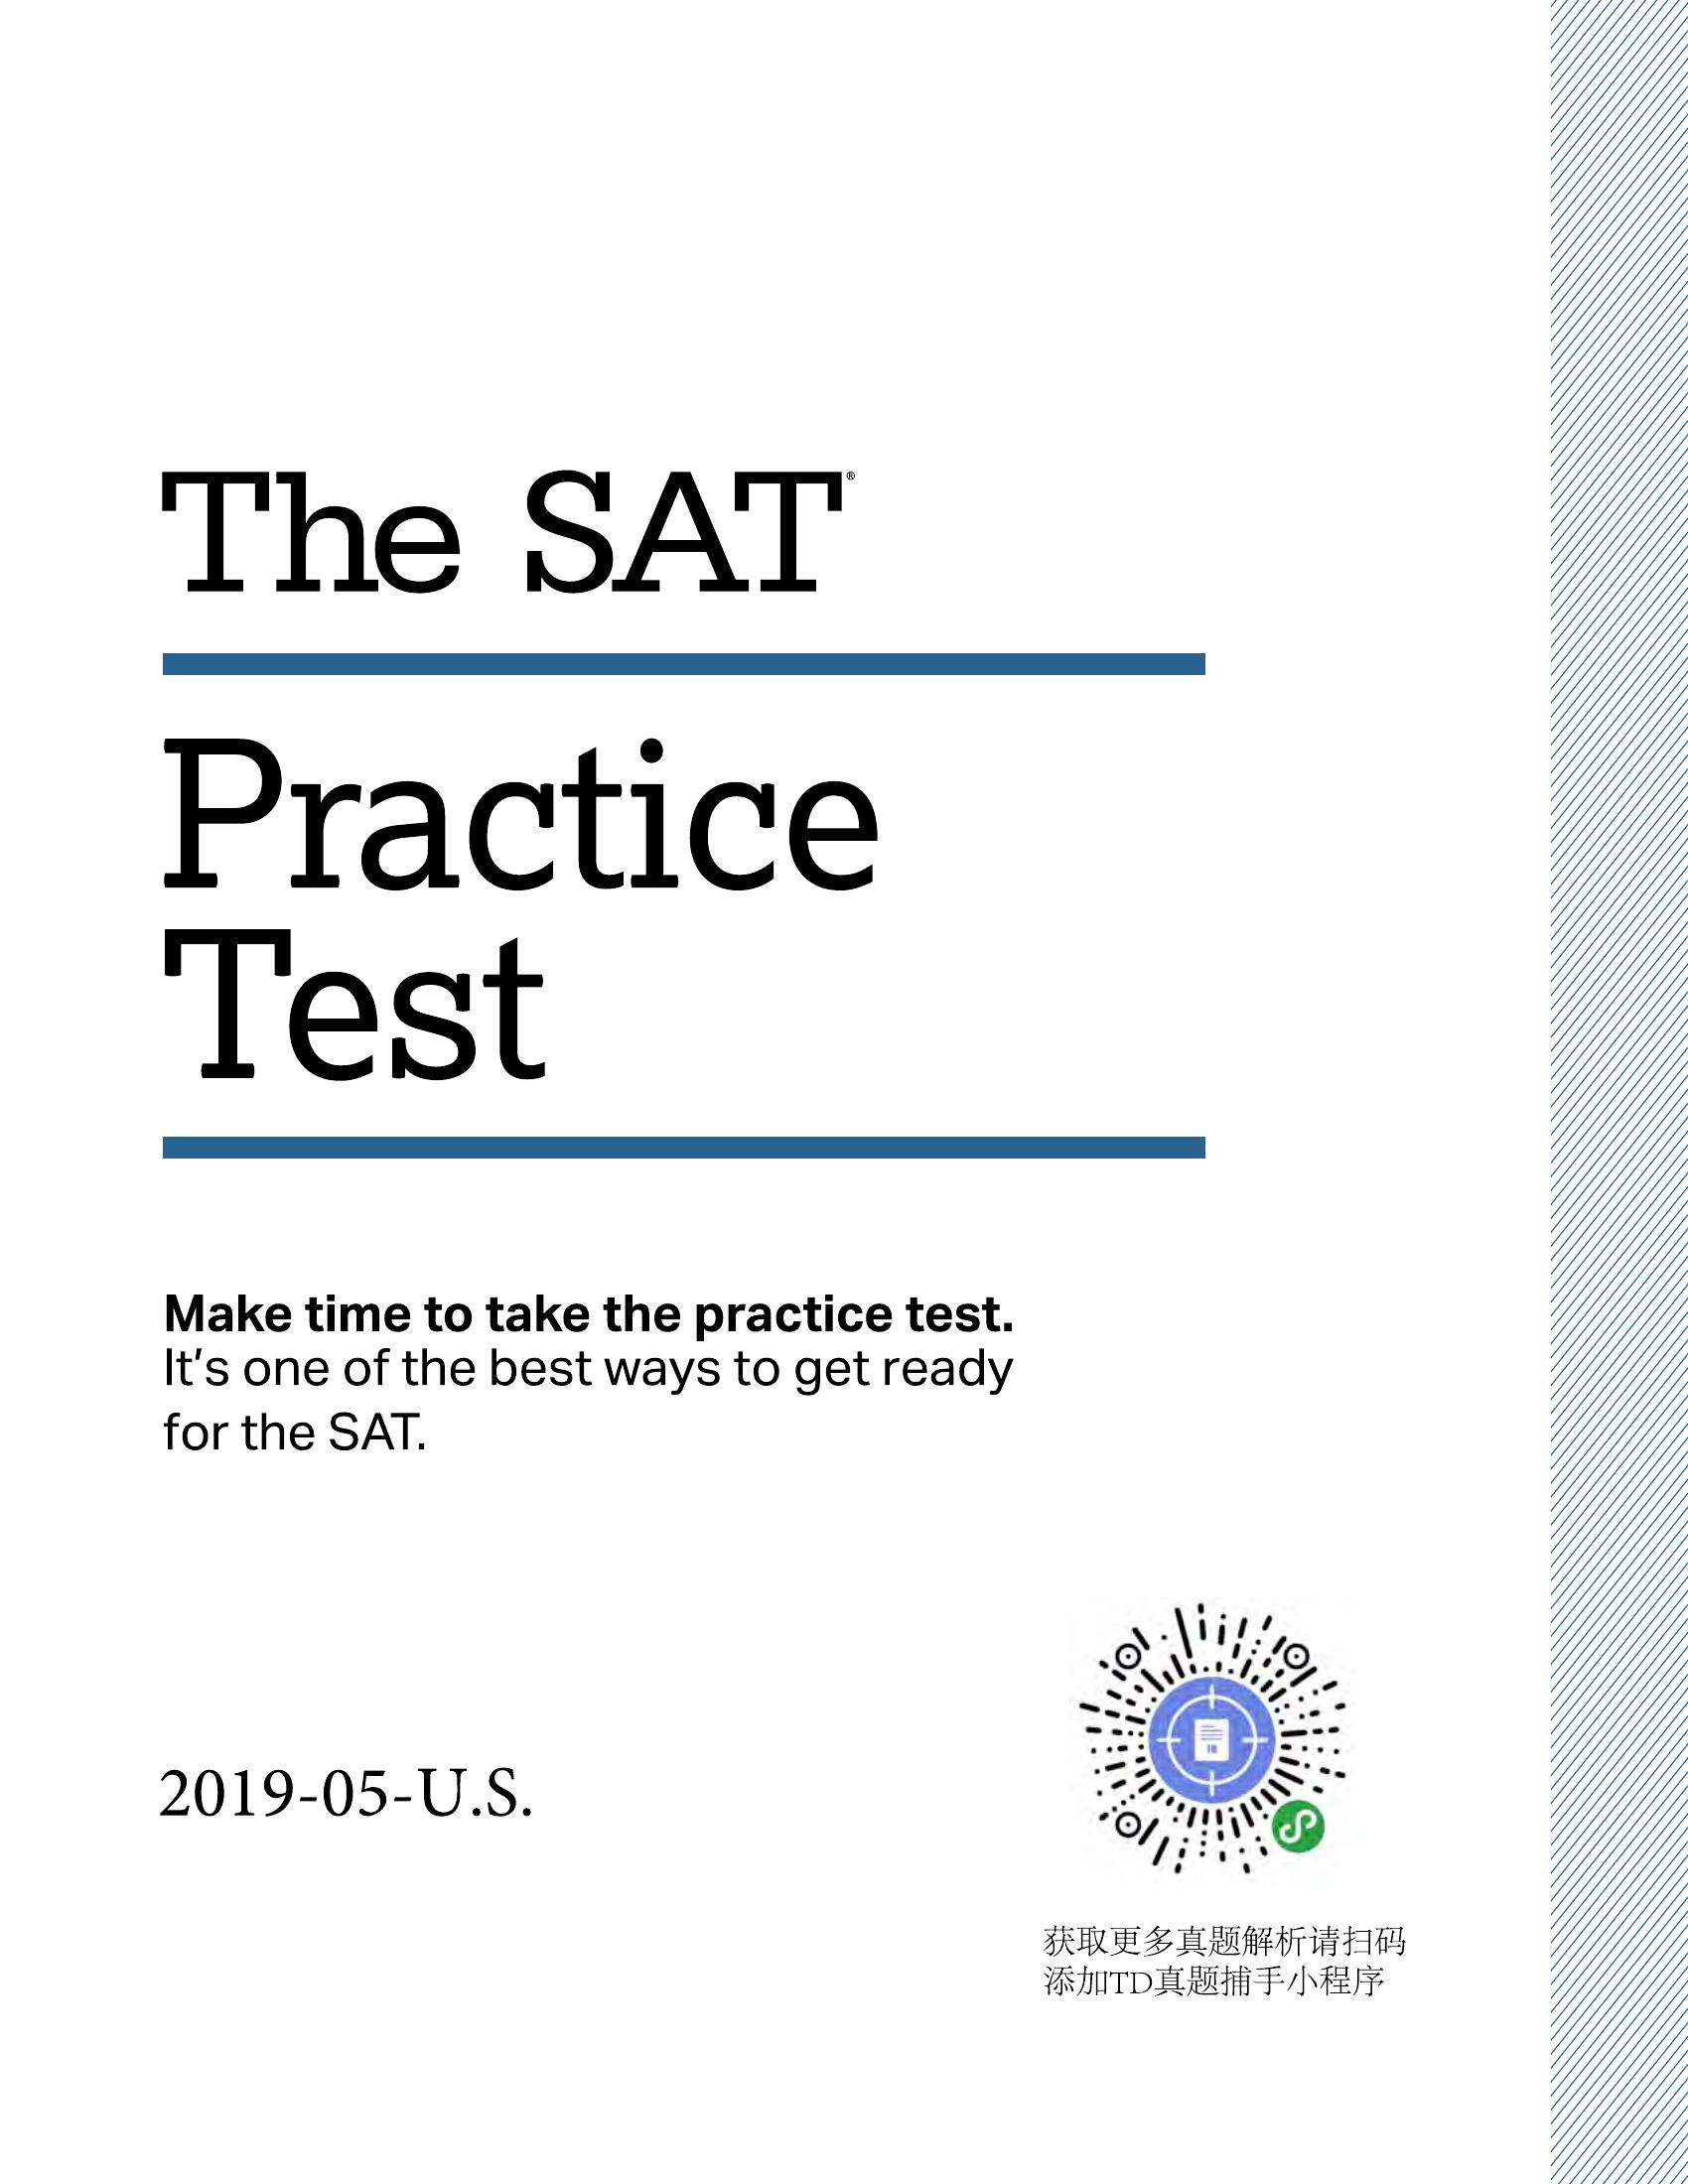 The SAT®
Practice
Test
Make time to take the practice test.
It's one of the best ways to get ready
for the SAT.
2019-05-U.S.
获取更多真题解析请扫码
添加TD真题捕手小程序